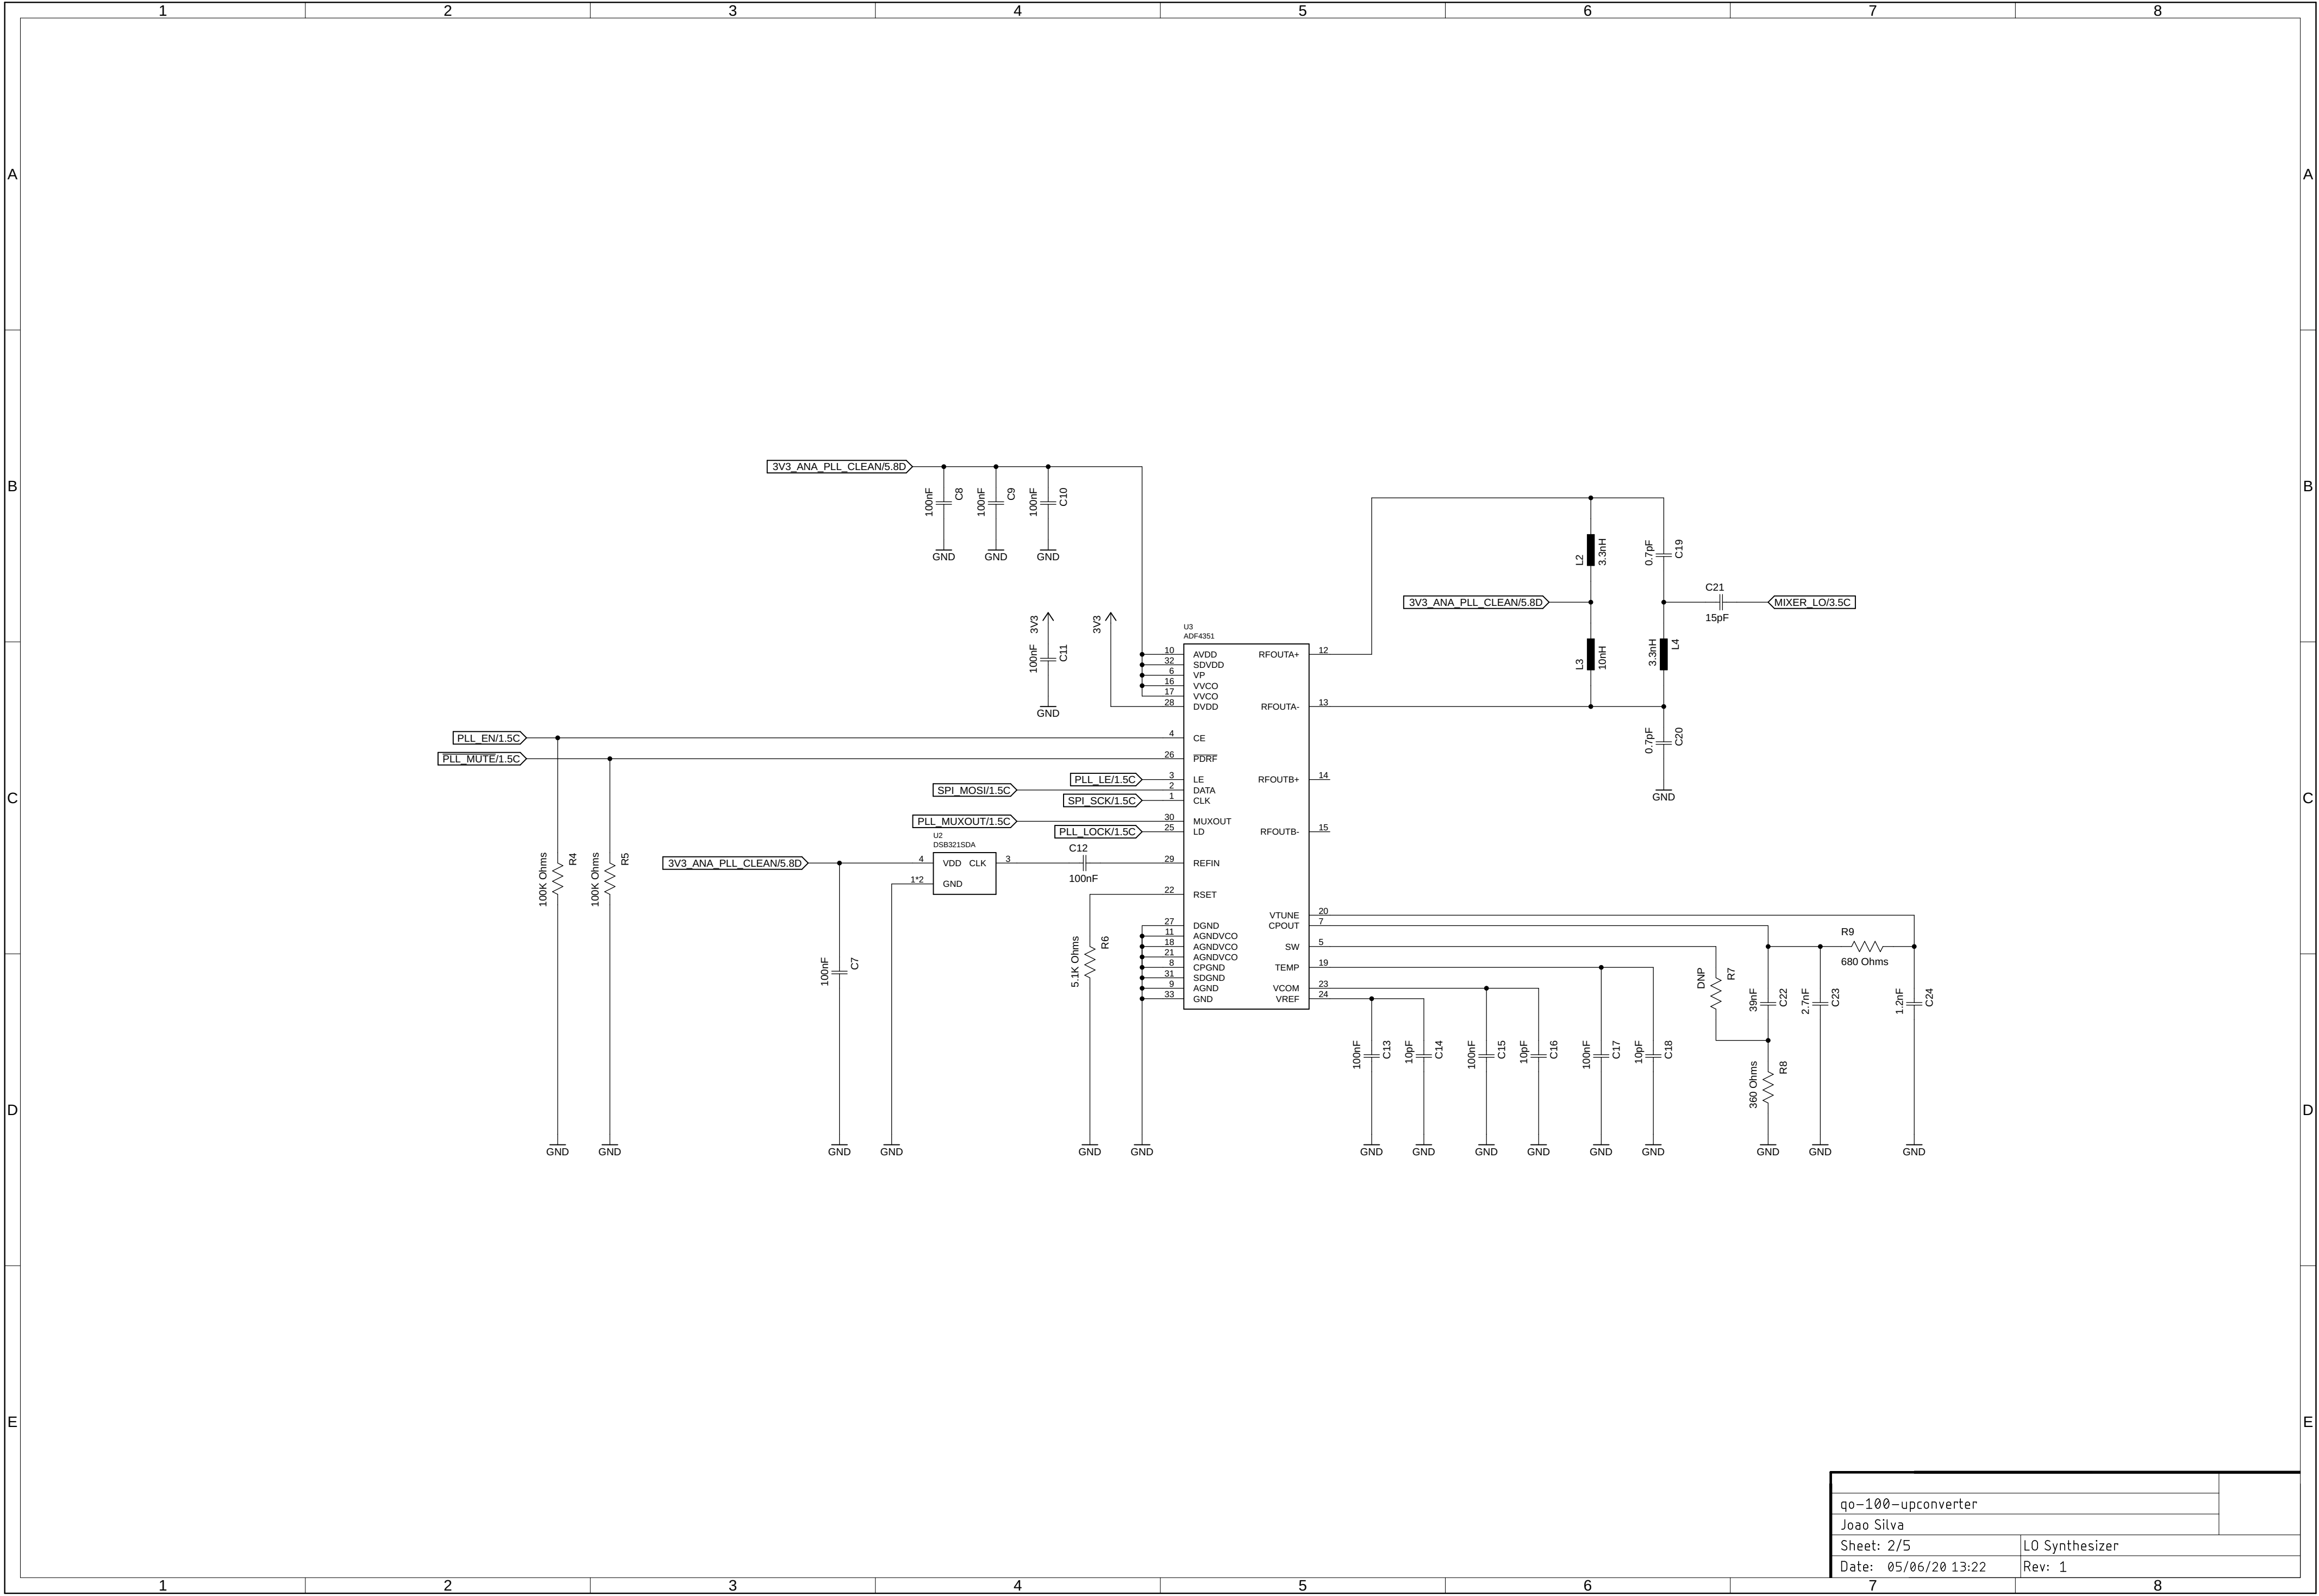 1 2 3 4 5 6 7 8
A A
3V3_ANA_PLL_CLEAN/5.8D
B B
100nF C8 100nF C9 100nF C10
GND GND GND
L2 3.3nH 0.7pF C19
C21
3V3_ANA_PLL_CLEAN/5.8D MIXER_LO/3.5C
15pF
3V3 3V3
U3
ADF4351
100nF C11
L3 10nH 3.3nH L4
10 AVDD RFOUTA+ 12
32 SDVDD
6 VP
16 VVCO
17 VVCO
28 DVDD RFOUTA- 13
GND
PLL_EN/1.5C 4 CE
0.7pF C20
PLL_MUTE/1.5C 26 PDRF
PLL_LE/1.5C 3 LE RFOUTB+ 14
SPI_MOSI/1.5C 2 DATA
SPI_SCK/1.5C 1 CLK
GND
C C
PLL_MUXOUT/1.5C 30 MUXOUT
PLL_LOCK/1.5C 25 LD RFOUTB- 15
U2
DSB321SDA
C12
3V3_ANA_PLL_CLEAN/5.8D 4 VDD CLK 3 29 REFIN
100nF
1*2 GND
100K Ohms R4 100K Ohms R5
22 RSET
VTUNE 20
27 DGND CPOUT 7
R9
11 AGNDVCO
18 AGNDVCO SW 5
21 AGNDVCO
680 Ohms
8 CPGND TEMP 19
31 SDGND
9 AGND VCOM 23
33 GND VREF 24
5.1K Ohms R6
100nF C7
DNP R7
39nF C22 2.7nF C23 1.2nF C24
100nF C13 10pF C14 100nF C15 10pF C16 100nF C17 10pF C18
360 Ohms R8
D D
GND GND GND GND GND GND GND GND GND GND GND GND GND GND GND
E E
qo-100-upconverter
Joao Silva
Sheet: 2/5 LO Synthesizer
Date: 05/06/20 13:22 Rev: 1
1 2 3 4 5 6 7 8